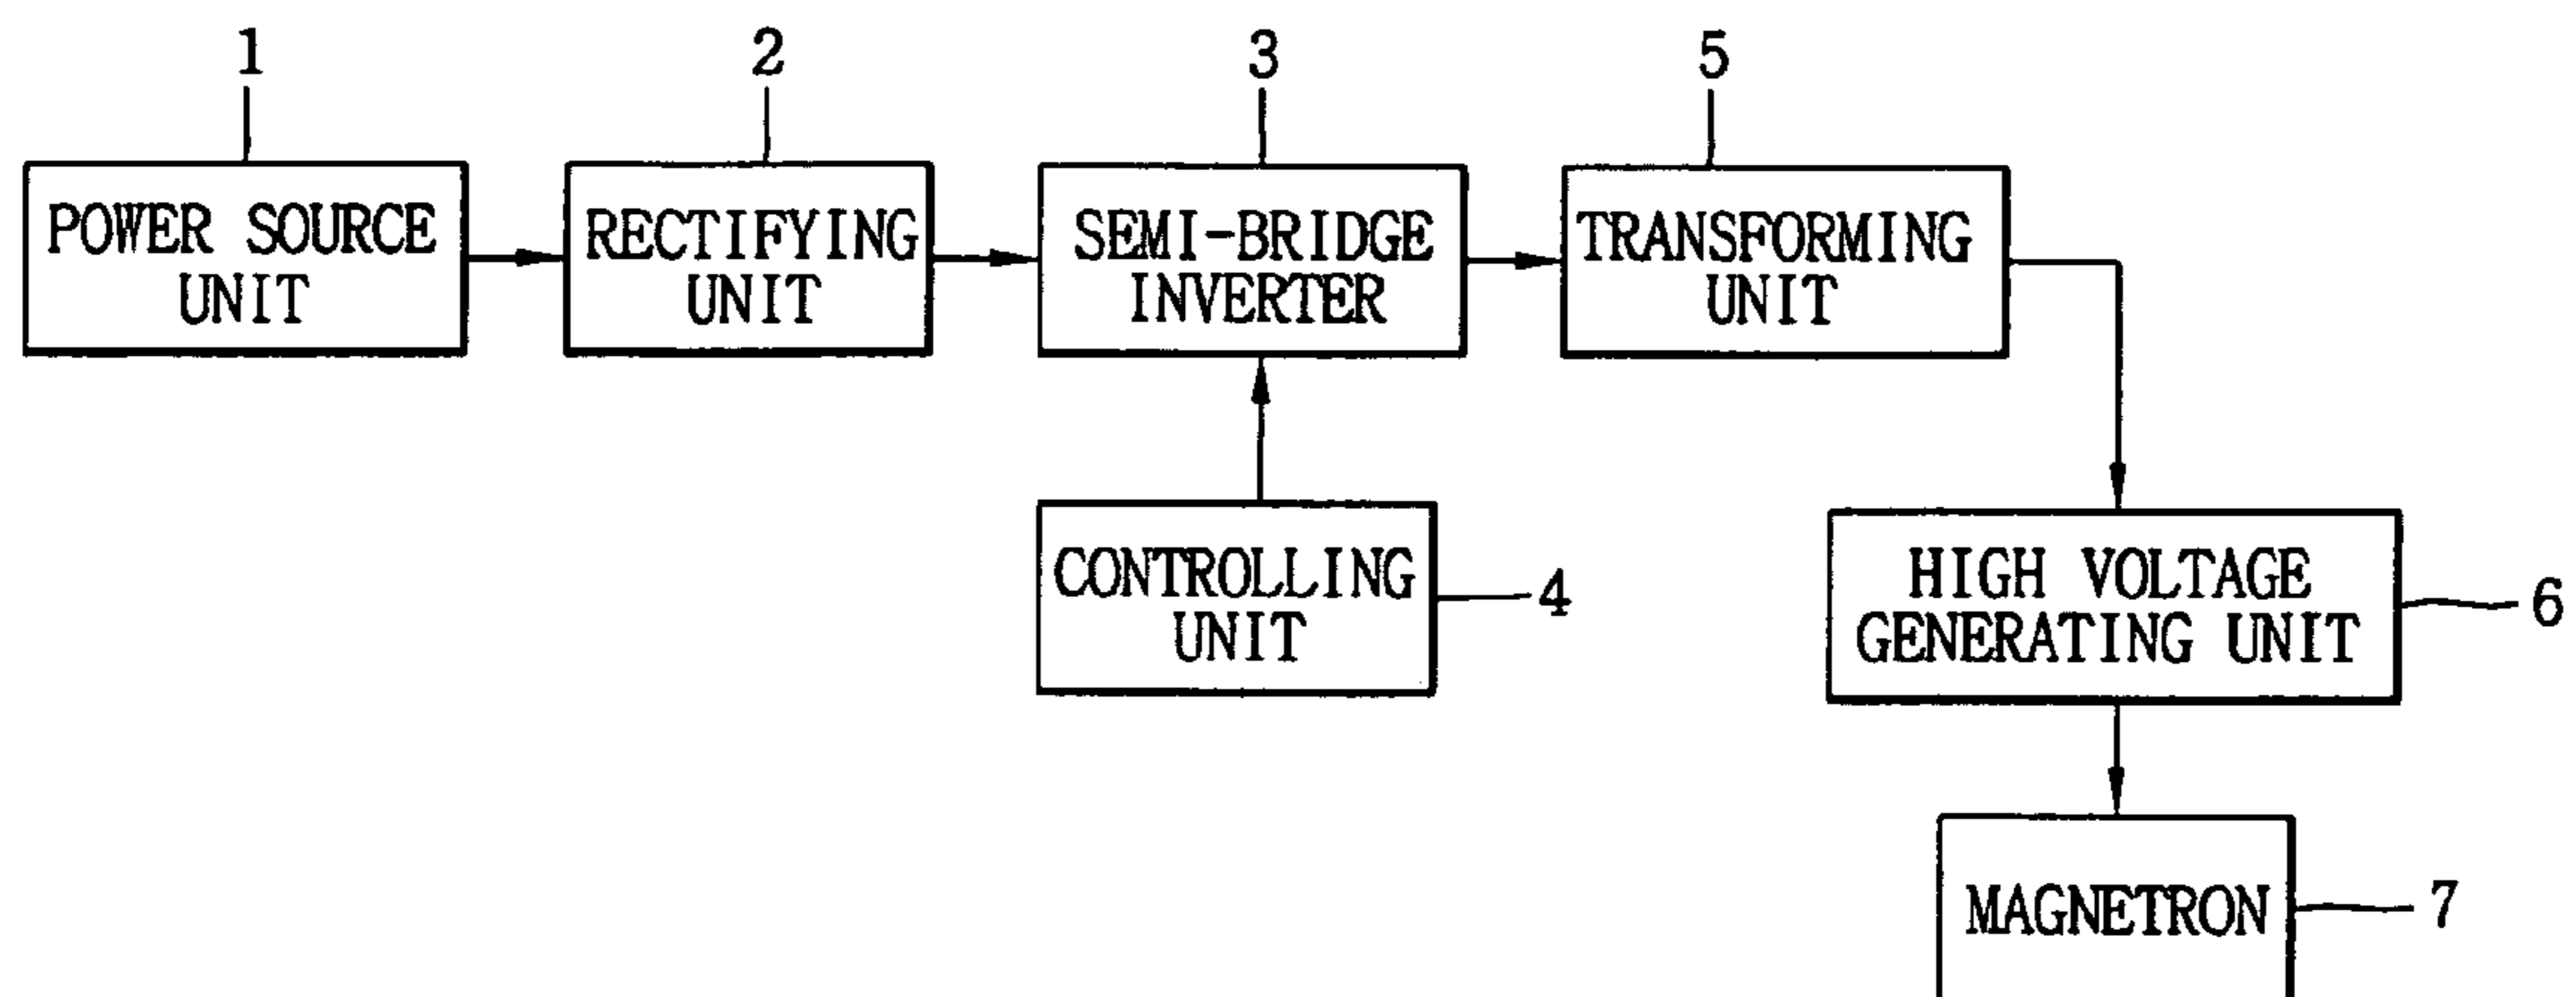 1
2
3
5
POWER SOURCE
UNIT
RECTIFYING
UNIT
SEMI-BRIDGE
INVERTER
TRANSFORMING
UNIT
CONTROLLING
UNIT
4
HIGH VOLTAGE
GENERATING UNIT
6
MAGNETRON
7